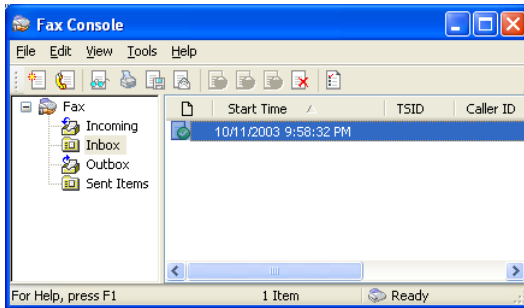 Fax Console
File Edit View Tools Help
Fax
Incoming
Inbox
Outbox
Sent Items
Start Time TSID Caller ID
10/11/2003 9:58:32 PM
For Help, press F1 1 Item Ready